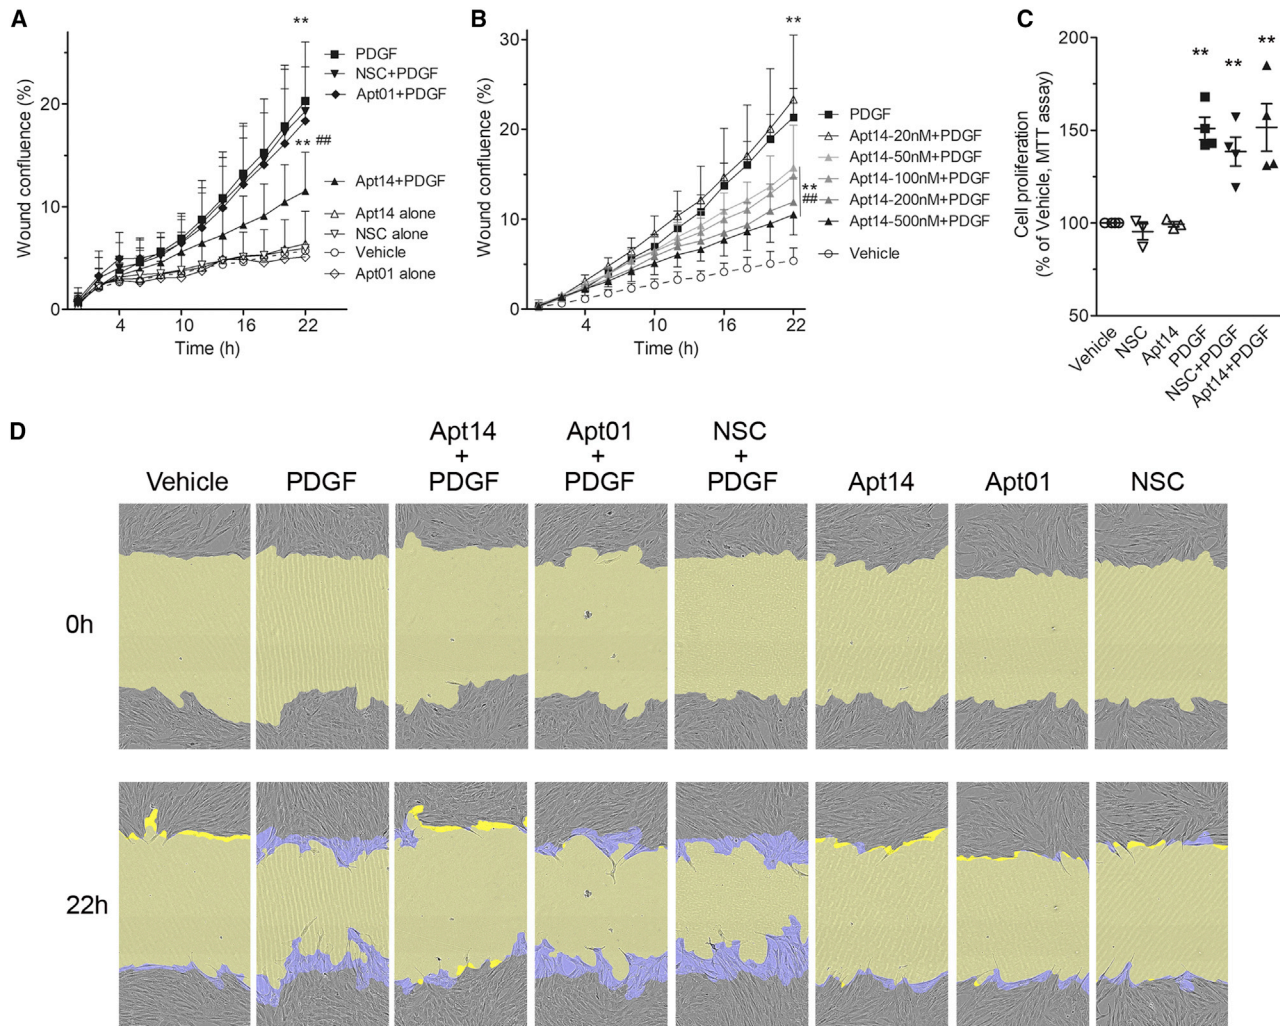 A
**
Wound confluence (%)
20
10
0
4
10
16
22
Time (h)
PDGF
NSC+PDGF
Apt01+PDGF
** ##
Apt14+PDGF
Apt14 alone
NSC alone
Vehicle
Apt01 alone
B
**
Wound confluence (%)
30
20
10
0
4
10
16
22
Time (h)
PDGF
Apt14-20nM+PDGF
Apt14-50nM+PDGF
Apt14-100nM+PDGF
Apt14-200nM+PDGF
Apt14-500nM+PDGF
**
##
Vehicle
C
Cell proliferation
(% of Vehicle, MTT assay)
200
150
100
50
**
**
**
Vehicle
NSC
Apt14
PDGF
NSC+PDGF
Apt14+PDGF
D
Vehicle
PDGF
Apt14
+
PDGF
Apt01
+
PDGF
NSC
+
PDGF
Apt14
Apt01
NSC
0h
22h